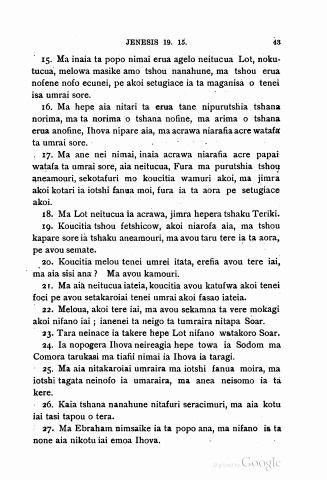 JENESIS 19. 15. 43
15. Ma inaia ta popo nimai erua agelo neitucua Lot, noku-
tucua, melowa masike amo tshou nanahune, ma tshou erua
nofene nofo ecunei, pe akoi setugiace ia ta maganisa o tenei
isa umrai sore.
16. Ma hepe aia nitari ta erua tane nipurutshia tshana
norima, ma ta norima o tshana nofine, ma arima o tshana
erua anofine, Ihova nipare aia, ma acrawa niarafia acre watafa
ta umrai sore.
17. Ma ane nei nimai, inaia acrawa niarafia acre papai
watafa ta umrai sore, aia neitucua, Fura ma purutshia tshou
aneamouri, sekotafuri mo koucitia wamuri akoi, ma jimra
akoi kotari ia iotshi fanua moi, fura ia ta aora pe setugiace
akoi.
18. Ma Lot neitucua ia acrawa, jimra hepera tshaku Teriki.
19. Koucitia tshou fetshicow, akoi niarofa aia, ma tshou
kapare sore ia tshaku aneamouri, ma avou taru tere ia ta aora,
pe avou semate.
20. Koucitia melou tenei umrei itata, erefia avou tere iai,
ma aia sisi ana? Ma avou kamouri.
21. Ma aia neitucua iateia, koucitia avou katufwa akoi tenei
foci pe avou setakaroiai tenei umrai akoi fasao iateia.
22. Meloua, akoi tere iai, ma avou sekamna ta vere mokagi
akoi nifano iai; ianenei ta neigo ta tumraira nitapa Soar.
23. Tara neinace ia takere hepe Lot nifano watakoro Soar.
24. Ia nopogera Ihova neireagia hepe towa ia Sodom ma
Comora tarukasi ma tiafii nimai ia Ihova ia taragi.
25. Ma aia nitakaroiai umraira ma iotshi fanua moira, ma
iotshi tagata neinofo ia umaraira, ma anea neisomo ia ta
kere.
26. Kaia tshana nanahune nitafuri seracimuri, ma aia kotu
iai tasi tapou o tera.
27. Ma Ebraham nimsaike ia ta popo ana, ma nifano ia ta
none aia nikotu iai emoa Ihova.
Digitized by Google